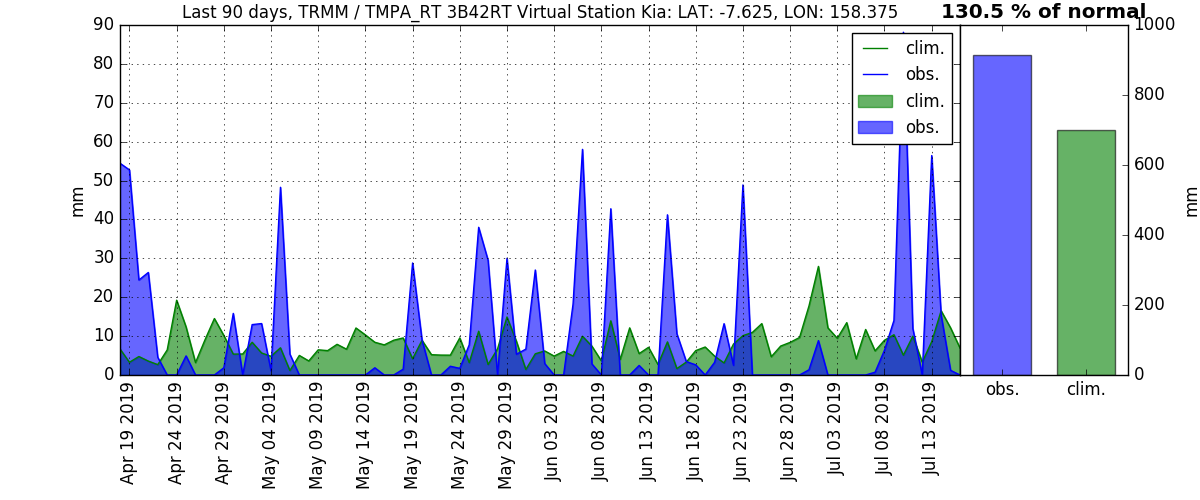 Last 90 days, TRMM / TMPA_RT 3B42RT Virtual Station Kia: LAT: -7.625, LON: 158.375
130.5 % of normal
90
80
70
60
50
40
30
20
10
0
mm
clim.
obs.
clim.
obs.
1000
800
600
400
200
0
mm
obs.
clim.
Apr 19 2019
Apr 24 2019
Apr 29 2019
May 04 2019
May 09 2019
May 14 2019
May 19 2019
May 24 2019
May 29 2019
Jun 03 2019
Jun 08 2019
Jun 13 2019
Jun 18 2019
Jun 23 2019
Jun 28 2019
Jul 03 2019
Jul 08 2019
Jul 13 2019